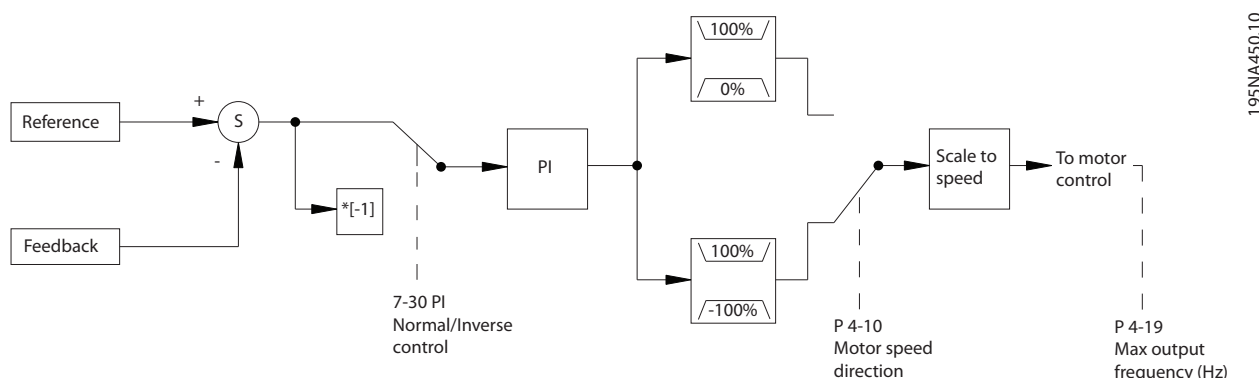 195NA450.10
100%
0%
Reference
+
S
-
*[-1]
PI
Scale to
speed
To motor
control
Feedback
100%
-100%
7-30 PI
Normal/Inverse
control
P 4-10
Motor speed
direction
P 4-19
Max output
frequency (Hz)